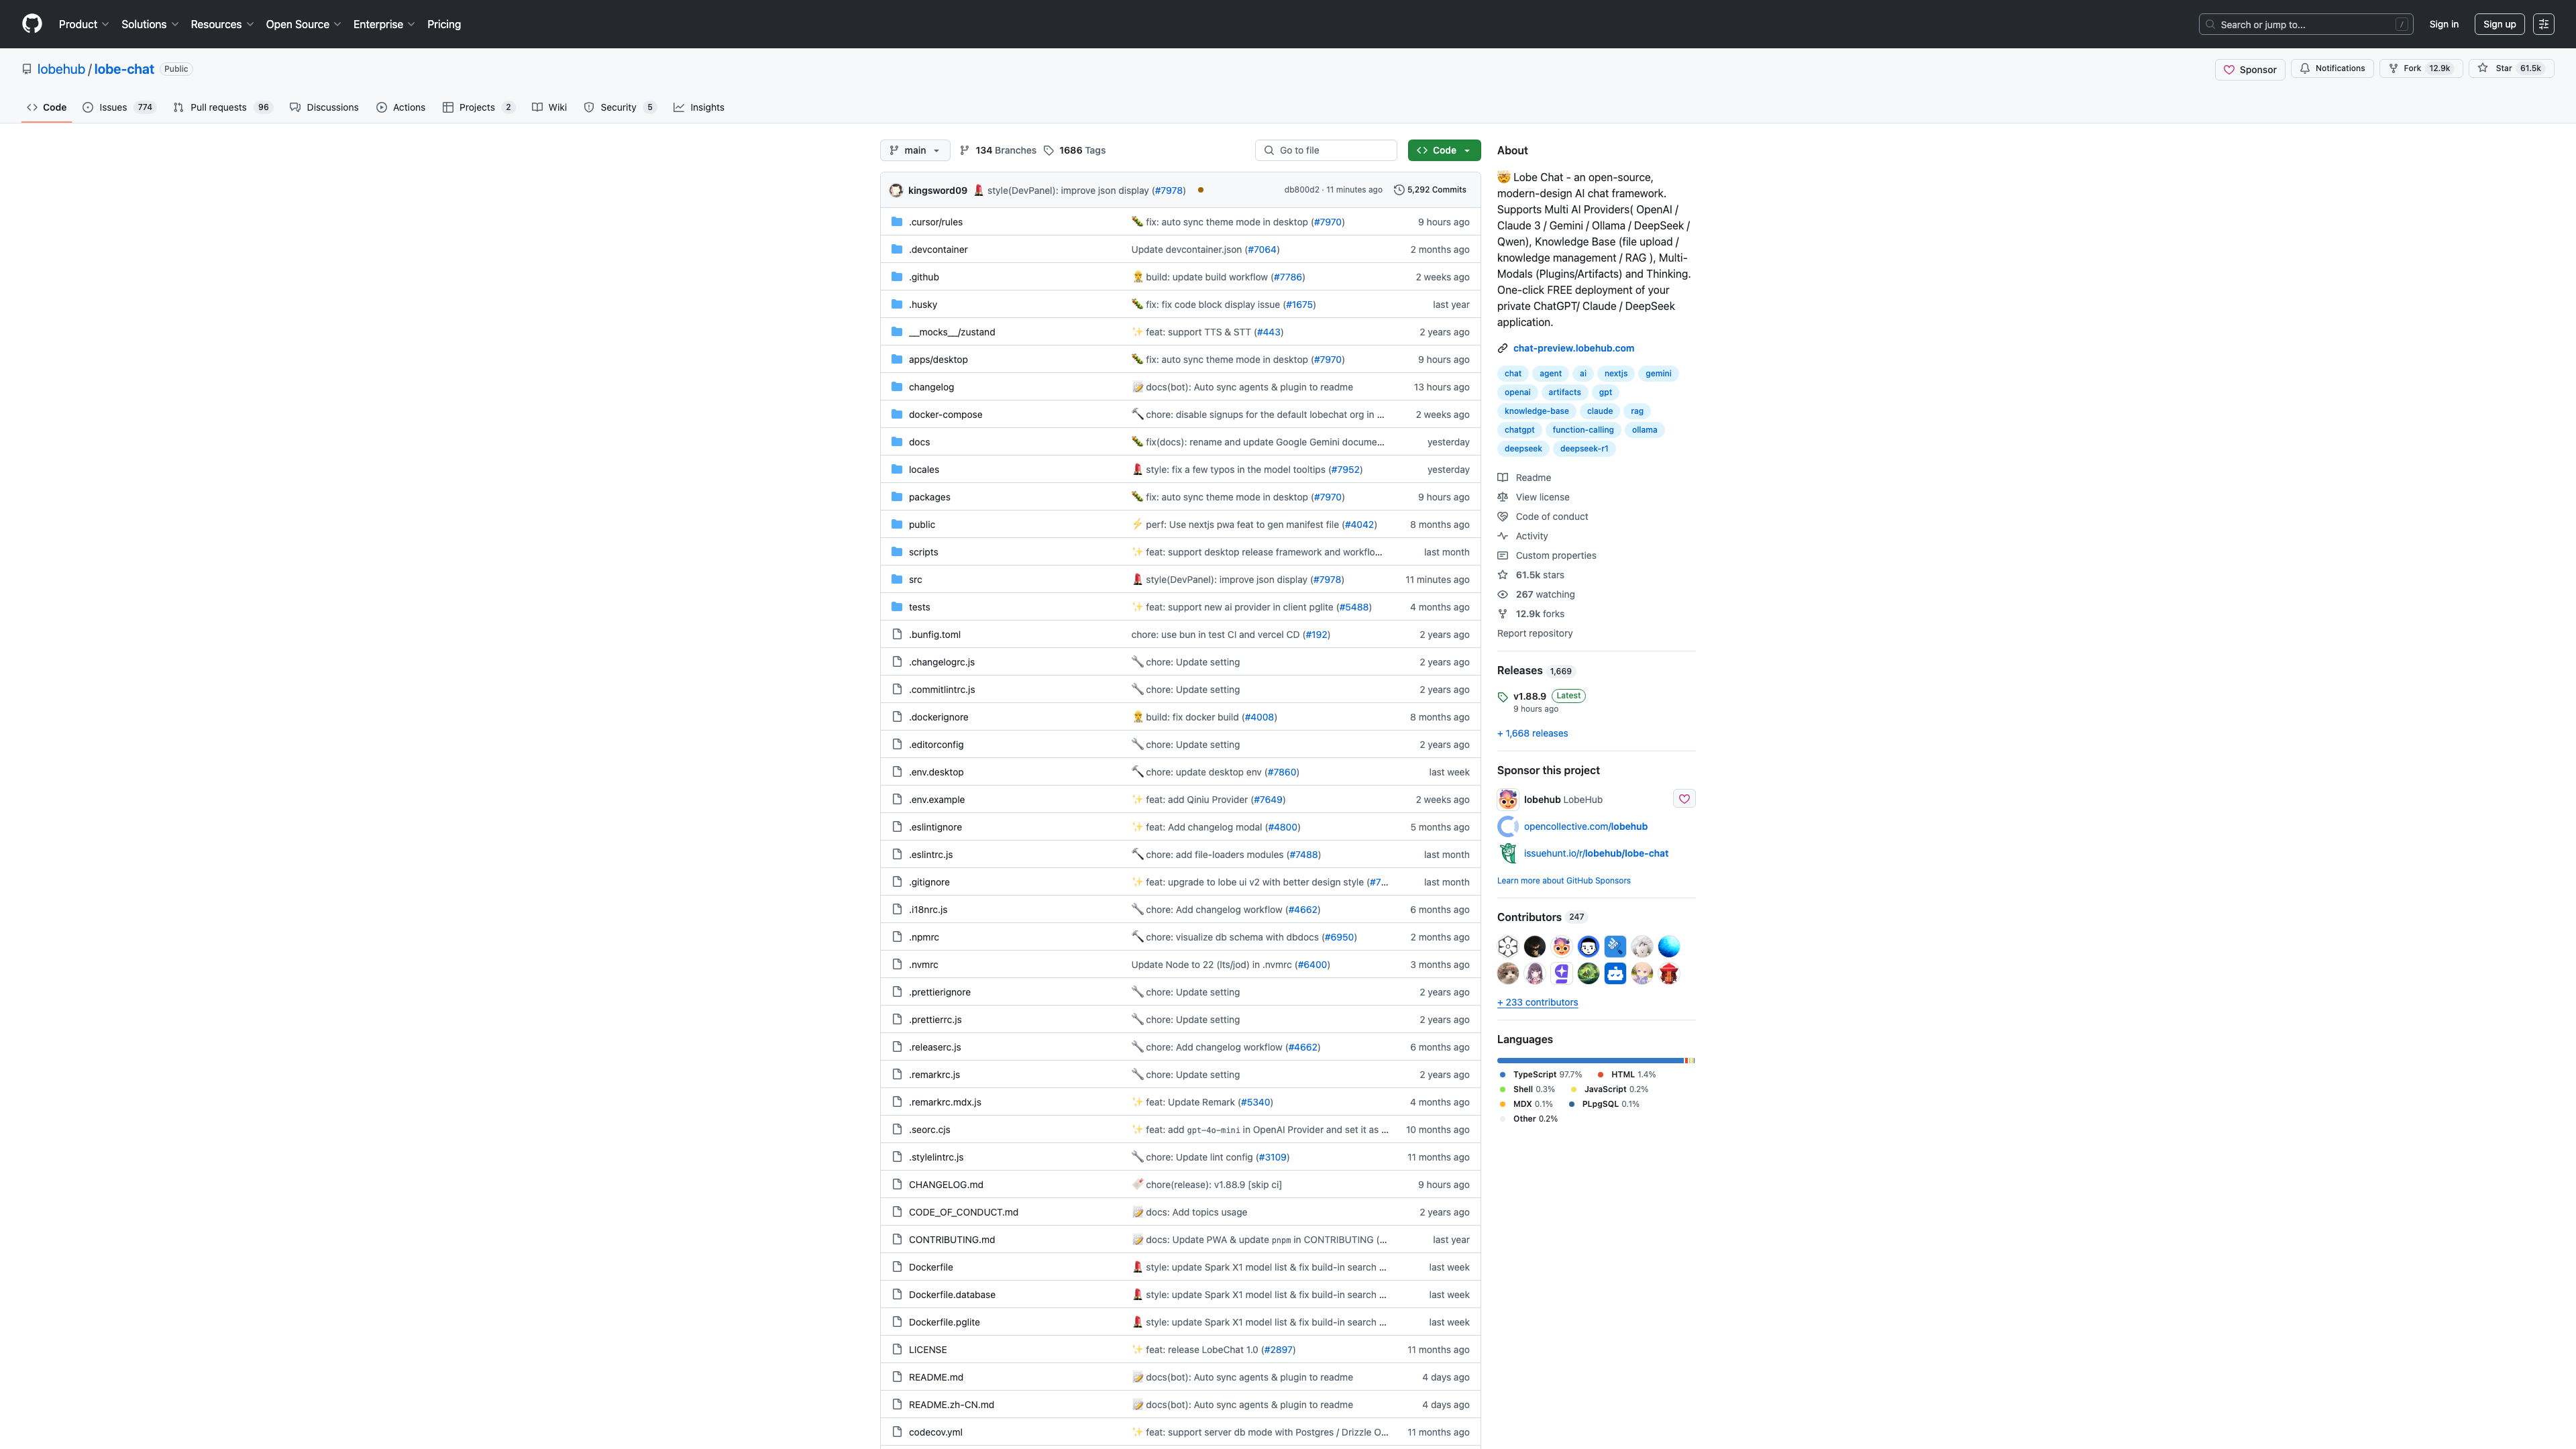 Product Solutions Resources Open Source Enterprise Pricing Search or jump to... / Sign in Sign up
lobehub / lobe-chat Public Sponsor Notifications Fork 12.9k Star 61.5k
Code Issues 774 Pull requests 96 Discussions Actions Projects 2 Wiki Security 5 Insights
main 134 Branches 1686 Tags Go to file Code
kingsword09 style(DevPanel): improve json display (#7978) db800d2 · 11 minutes ago 5,292 Commits
.cursor/rules fix: auto sync theme mode in desktop (#7970) 9 hours ago
.devcontainer Update devcontainer.json (#7064) 2 months ago
.github build: update build workflow (#7786) 2 weeks ago
.husky fix: fix code block display issue (#1675) last year
__mocks__/zustand feat: support TTS & STT (#443) 2 years ago
apps/desktop fix: auto sync theme mode in desktop (#7970) 9 hours ago
changelog docs(bot): Auto sync agents & plugin to readme 13 hours ago
docker-compose chore: disable signups for the default lobechat org in ... 2 weeks ago
docs fix(docs): rename and update Google Gemini docume... yesterday
locales style: fix a few typos in the model tooltips (#7952) yesterday
packages fix: auto sync theme mode in desktop (#7970) 9 hours ago
public perf: Use nextjs pwa feat to gen manifest file (#4042) 8 months ago
scripts feat: support desktop release framework and workflo... last month
src style(DevPanel): improve json display (#7978) 11 minutes ago
tests feat: support new ai provider in client pglite (#5488) 4 months ago
.bunfig.toml chore: use bun in test CI and vercel CD (#192) 2 years ago
.changelogrc.js chore: Update setting 2 years ago
.commitlintrc.js chore: Update setting 2 years ago
.dockerignore build: fix docker build (#4008) 8 months ago
.editorconfig chore: Update setting 2 years ago
.env.desktop chore: update desktop env (#7860) last week
.env.example feat: add Qiniu Provider (#7649) 2 weeks ago
.eslintignore feat: Add changelog modal (#4800) 5 months ago
.eslintrc.js chore: add file-loaders modules (#7488) last month
.gitignore feat: upgrade to lobe ui v2 with better design style (#7... last month
.i18nrc.js chore: Add changelog workflow (#4662) 6 months ago
.npmrc chore: visualize db schema with dbdocs (#6950) 2 months ago
.nvmrc Update Node to 22 (lts/jod) in .nvmrc (#6400) 3 months ago
.prettierignore chore: Update setting 2 years ago
.prettierrc.js chore: Update setting 2 years ago
.releaserc.js chore: Add changelog workflow (#4662) 6 months ago
.remarkrc.js chore: Update setting 2 years ago
.remarkrc.mdx.js feat: Update Remark (#5340) 4 months ago
.seorc.cjs feat: add gpt-4o-mini in OpenAI Provider and set it as ... 10 months ago
.stylelintrc.js chore: Update lint config (#3109) 11 months ago
CHANGELOG.md chore(release): v1.88.9 [skip ci] 9 hours ago
CODE_OF_CONDUCT.md docs: Add topics usage 2 years ago
CONTRIBUTING.md docs: Update PWA & update pnpm in CONTRIBUTING (... last year
Dockerfile style: update Spark X1 model list & fix build-in search ... last week
Dockerfile.database style: update Spark X1 model list & fix build-in search ... last week
Dockerfile.pglite style: update Spark X1 model list & fix build-in search ... last week
LICENSE feat: release LobeChat 1.0 (#2897) 11 months ago
README.md docs(bot): Auto sync agents & plugin to readme 4 days ago
README.zh-CN.md docs(bot): Auto sync agents & plugin to readme 4 days ago
codecov.yml feat: support server db mode with Postgres / Drizzle O... 11 months ago
About
Lobe Chat - an open-source,
modern-design AI chat framework.
Supports Multi AI Providers( OpenAI /
Claude 3 / Gemini / Ollama / DeepSeek /
Qwen), Knowledge Base (file upload /
knowledge management / RAG ), Multi-
Modals (Plugins/Artifacts) and Thinking.
One-click FREE deployment of your
private ChatGPT/ Claude / DeepSeek
application.
chat-preview.lobehub.com
chat agent ai nextjs gemini
openai artifacts gpt
knowledge-base claude rag
chatgpt function-calling ollama
deepseek deepseek-r1
Readme
View license
Code of conduct
Activity
Custom properties
61.5k stars
267 watching
12.9k forks
Report repository
Releases 1,669
v1.88.9 Latest
9 hours ago
+ 1,668 releases
Sponsor this project
lobehub LobeHub
opencollective.com/lobehub
issuehunt.io/r/lobehub/lobe-chat
Learn more about GitHub Sponsors
Contributors 247
+ 233 contributors
Languages
TypeScript 97.7% HTML 1.4%
Shell 0.3% JavaScript 0.2%
MDX 0.1% PLpgSQL 0.1%
Other 0.2%